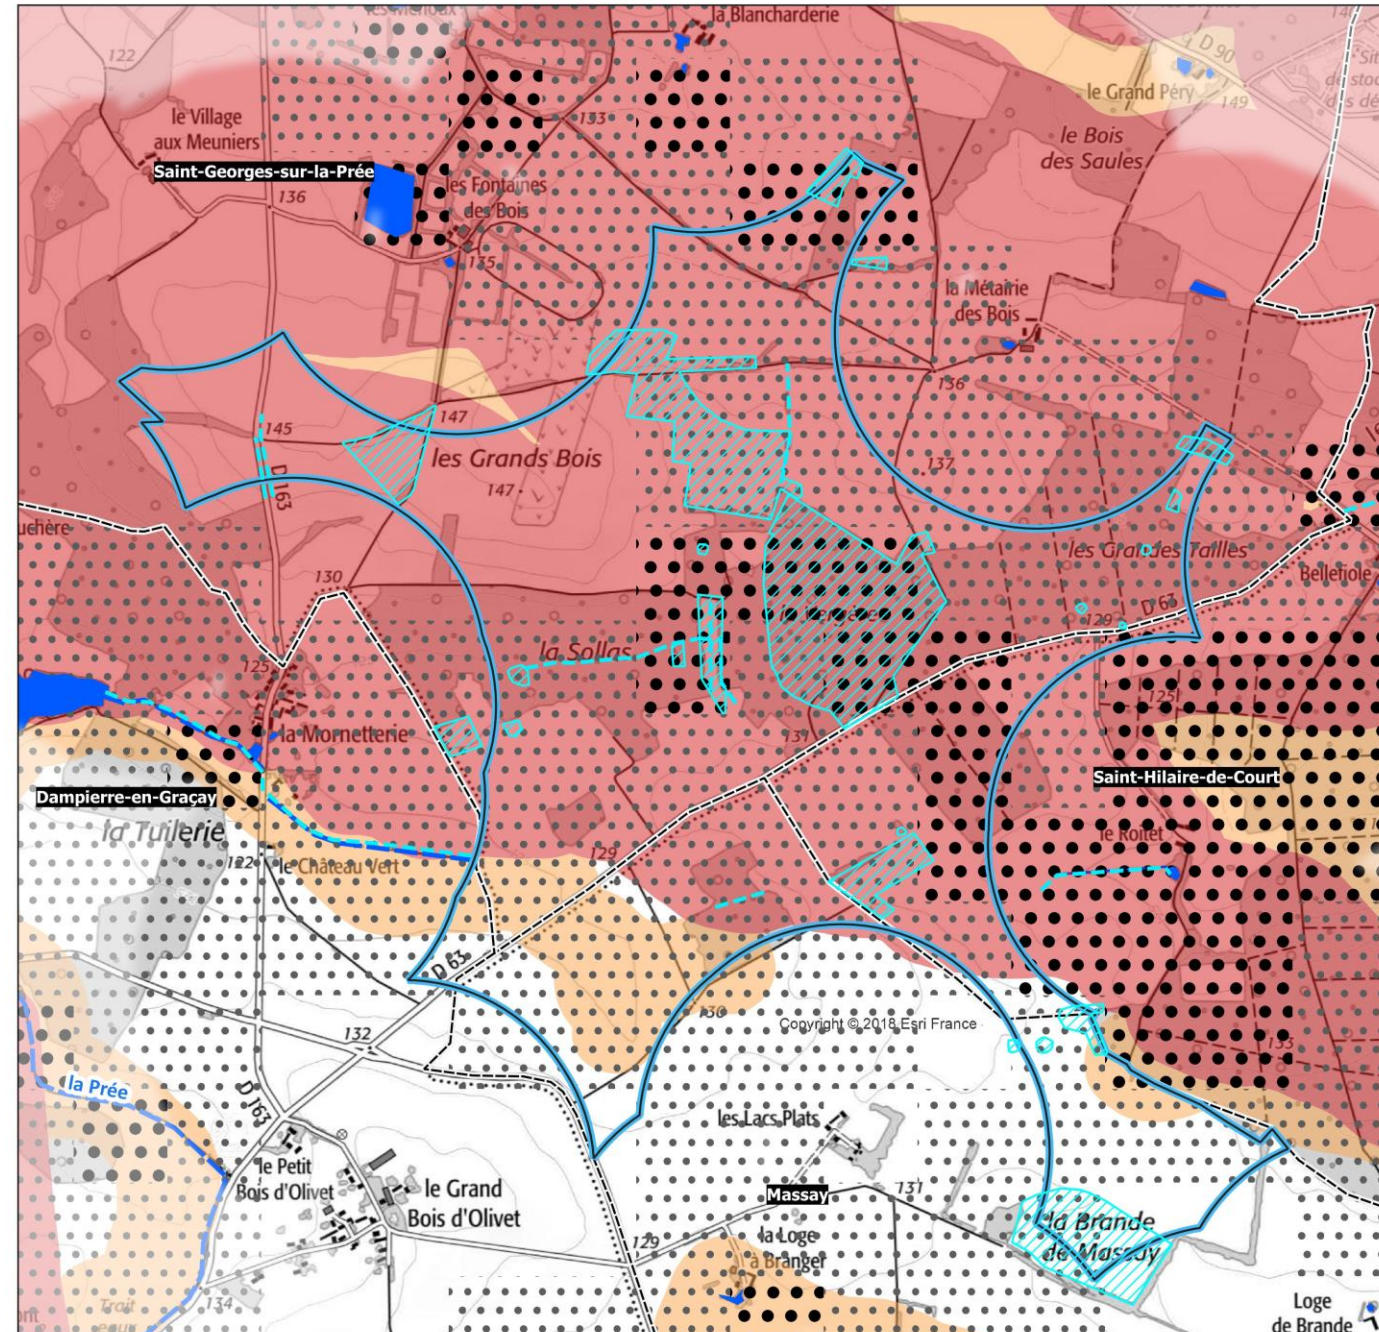 les Menoux
la Blancharderie
122
D 90
le Grand Péry
149
le Village
aux Meuniers
133
le Bois
des Saules
Saint-Georges-sur-la-Prée
136
les Fontaines
des Bois
135
la Métairie
des Bois
136
147
145
les Grands Bois
147
137
D 163
les Grandes Tailles
Bellefiole
130
129
D 63
la Sollas
125
125
la Mornetterie
131
Saint-Hilaire-de-Court
Dampierre-en-Graçay
la Tuilerie
le Roitet
122
le Château Vert
129
D 63
130
Copyright © 2018 Esri France
132
133
la Prée
D 163
les Lacs Plats
le Petit
Bois d'Olivet
le Grand
Bois d'Olivet
Massay
131
la Brande
de Massay
129
la Loge
à Branger
134
Loge
de Brande